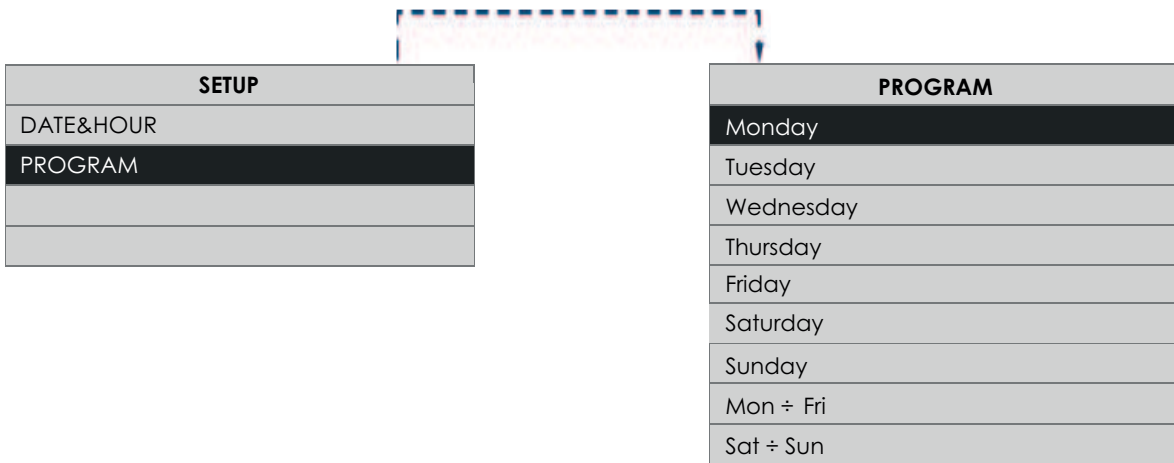 SETUP
DATE&HOUR
PROGRAM
PROGRAM
Monday
Tuesday
Wednesday
Thursday
Friday
Saturday
Sunday
Mon ÷ Fri
Sat ÷ Sun